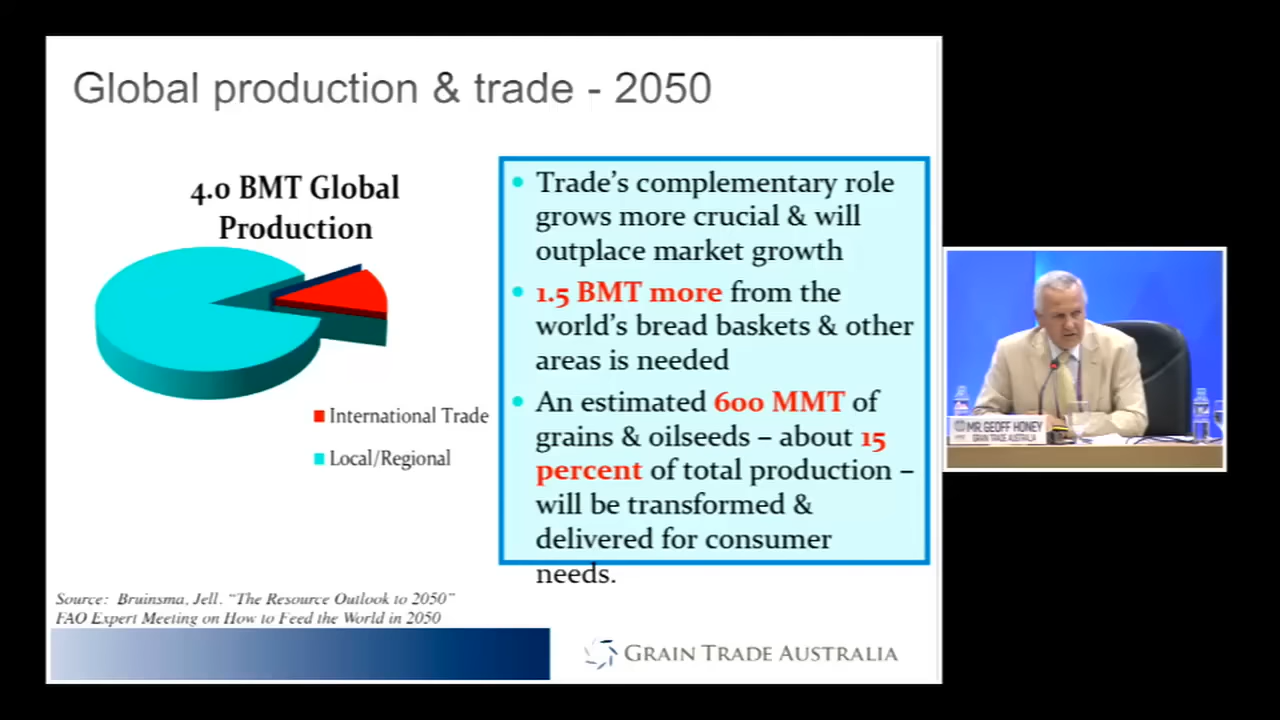 Global production & trade - 2050
4.0 BMT Global
Production
International Trade
Local/Regional
Trade's complementary role
grows more crucial & will
outplace market growth
1.5 BMT more from the
world's bread baskets & other
areas is needed
An estimated 600 MMT of
grains & oilseeds – about 15
percent of total production –
will be transformed &
delivered for consumer
needs.
Source: Bruinsma, Jell. "The Resource Outlook to 2050"
FAO Expert Meeting on How to Feed the World in 2050
GRAIN TRADE AUSTRALIA
MR. GEOFF HONEY
GRAIN TRADE AUSTRALIA